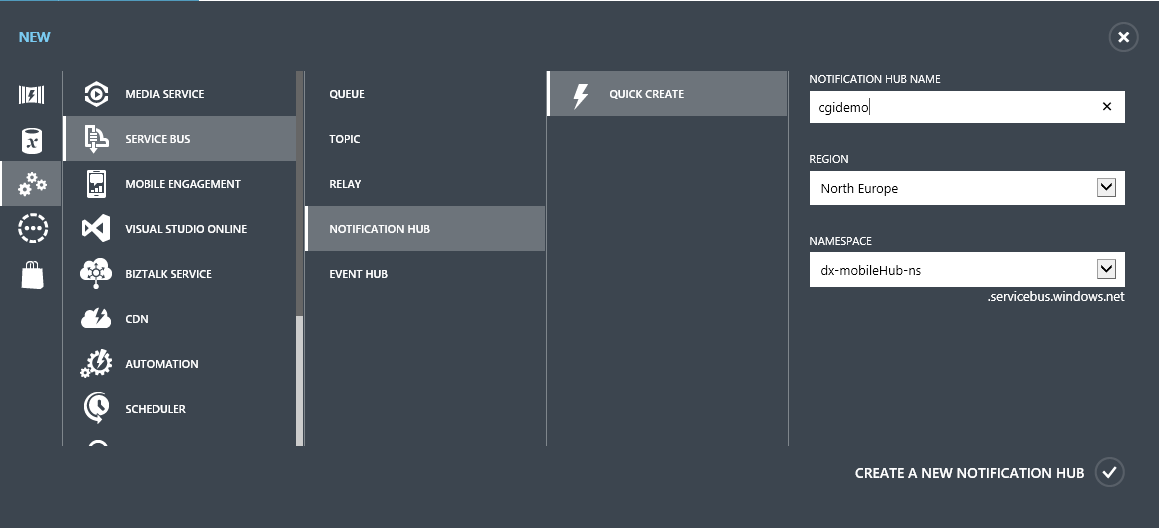 NEW
MEDIA SERVICE
SERVICE BUS
MOBILE ENGAGEMENT
VISUAL STUDIO ONLINE
BIZTALK SERVICE
CDN
AUTOMATION
SCHEDULER
QUEUE
TOPIC
RELAY
NOTIFICATION HUB
EVENT HUB
QUICK CREATE
NOTIFICATION HUB NAME
cgidemo
REGION
North Europe
NAMESPACE
dx-mobileHub-ns
.servicebus.windows.net
CREATE A NEW NOTIFICATION HUB